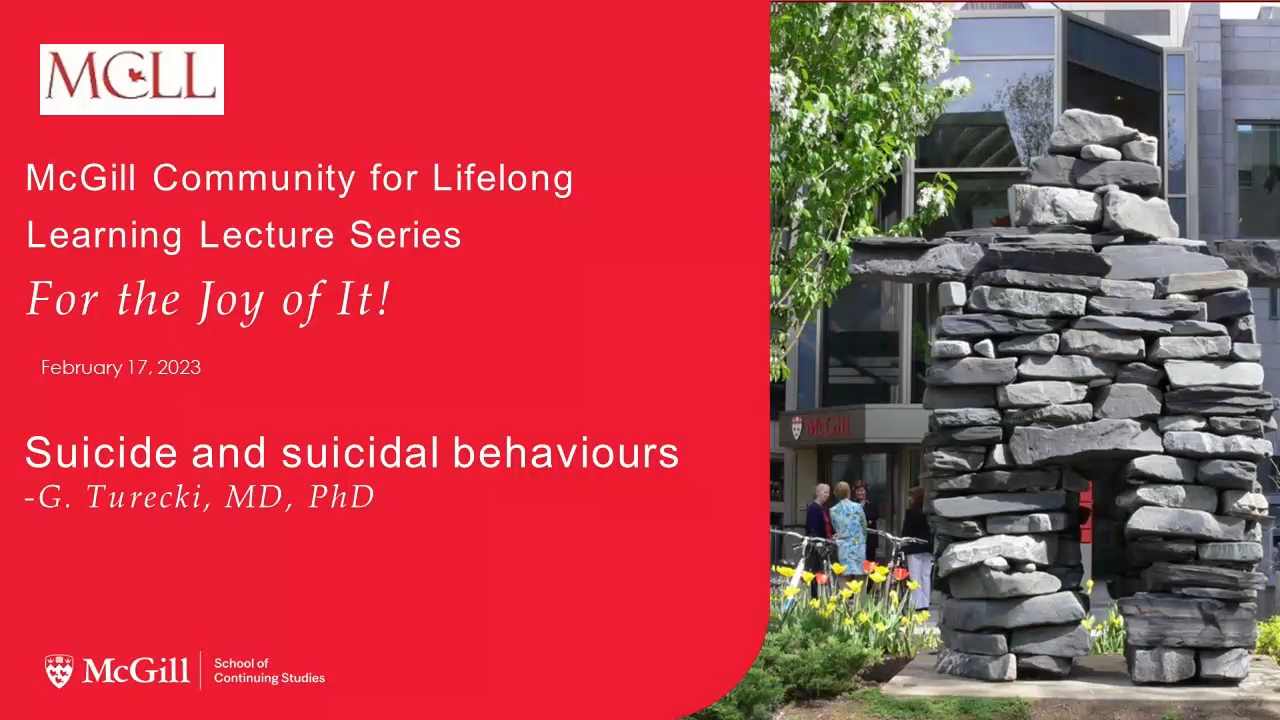 MCLL
McGill Community for Lifelong
Learning Lecture Series
For the Joy of It!
February 17, 2023
Suicide and suicidal behaviours
-G. Turecki, MD, PhD
McGill
School of
Continuing Studies
McGill